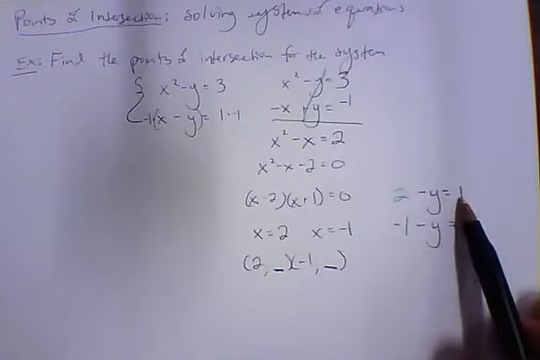 Points of Intersection: solving systems of equations
Ex: Find the points of intersection for the system
x² - y = 3
-1(x - y) = 1·-1
x² - y = 3
-x + y = -1
x² - x = 2
x² - x - 2 = 0
(x - 2)(x + 1) = 0
x = 2 x = -1
(2, _)(-1, _)
2 - y = 1
-1 - y =